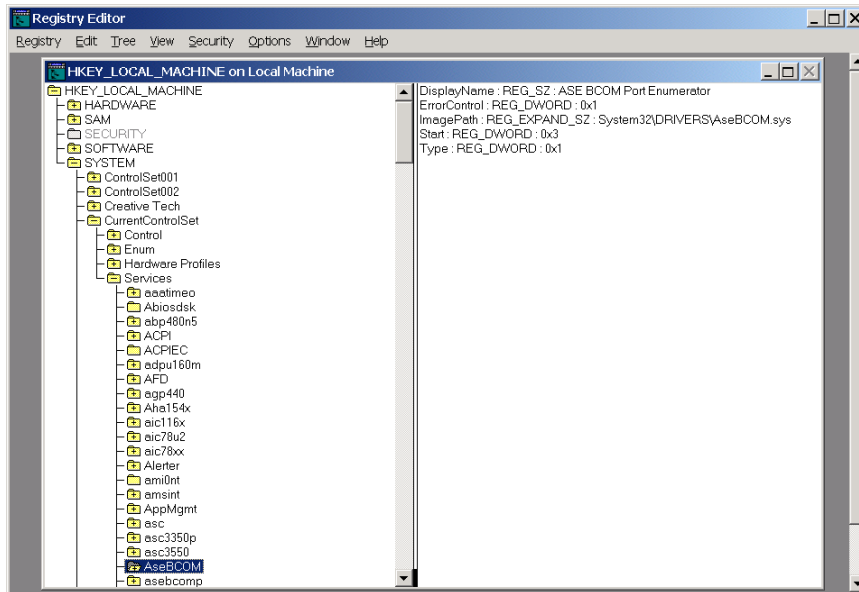 Registry Editor
Registry Edit Tree View Security Options Window Help
HKEY_LOCAL_MACHINE on Local Machine
HKEY_LOCAL_MACHINE
HARDWARE
SAM
SECURITY
SOFTWARE
SYSTEM
ControlSet001
ControlSet002
Creative Tech
CurrentControlSet
Control
Enum
Hardware Profiles
Services
aaatimeo
Abiosdsk
abp480n5
ACPI
ACPIEC
adpu160m
AFD
agp440
Aha154x
aic116x
aic78u2
aic78xx
Alerter
ami0nt
amsint
AppMgmt
asc
asc3350p
asc3550
AseBCOM
asebcomp
DisplayName : REG_SZ : ASE BCOM Port Enumerator
ErrorControl : REG_DWORD : 0x1
ImagePath : REG_EXPAND_SZ : System32\DRIVERS\AseBCOM.sys
Start : REG_DWORD : 0x3
Type : REG_DWORD : 0x1